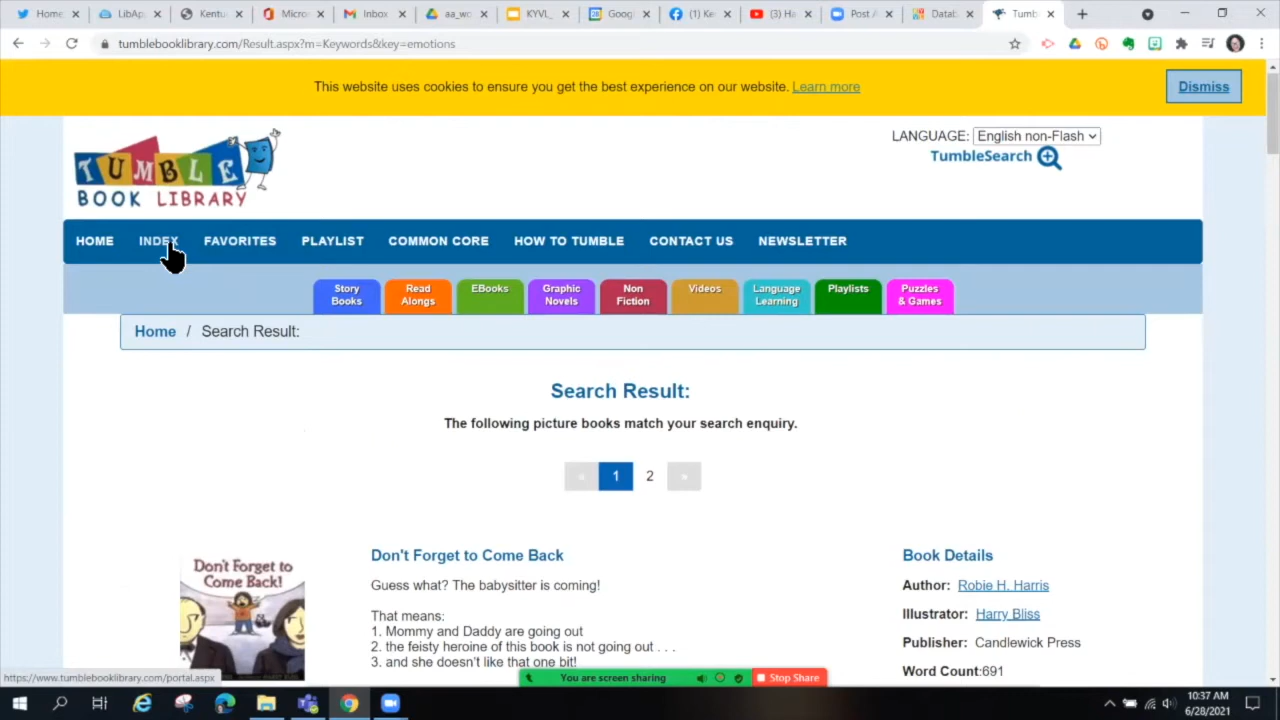 Home
LibAp
Kentu
Micro
Inbox
aa_wo
KYVL_
Goog
(1) Ke
(3) Ha
Post A
Datab
Tumb
tumblebooklibrary.com/Result.aspx?m=Keywords&key=emotions
This website uses cookies to ensure you get the best experience on our website. Learn more
Dismiss
TUMBLE
BOOK LIBRARY
LANGUAGE: English non-Flash
TumbleSearch
HOME INDEX FAVORITES PLAYLIST COMMON CORE HOW TO TUMBLE CONTACT US NEWSLETTER
Story Books
Read Alongs
EBooks
Graphic Novels
Non Fiction
Videos
Language Learning
Playlists
Puzzles & Games
Home / Search Result:
Search Result:
The following picture books match your search enquiry.
« 1 2 »
Don't Forget to
Come Back!
Don't Forget to Come Back
Guess what? The babysitter is coming!
That means:
1. Mommy and Daddy are going out
2. the feisty heroine of this book is not going out . . .
3. and she doesn't like that one bit!
Book Details
Author: Robie H. Harris
Illustrator: Harry Bliss
Publisher: Candlewick Press
Word Count:691
https://www.tumblebooklibrary.com/portal.aspx
You are screen sharing
Stop Share
10:37 AM
6/28/2021